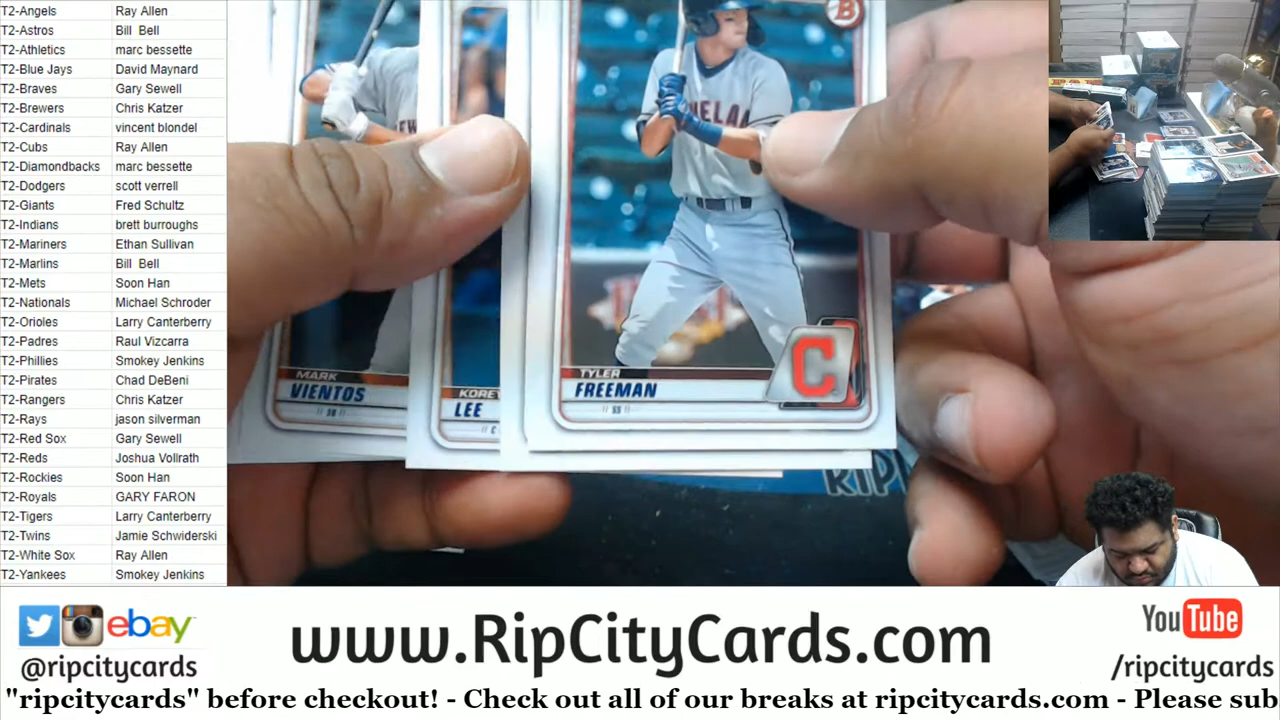 T2-Angels Ray Allen
T2-Astros Bill Bell
T2-Athletics marc bessette
T2-Blue Jays David Maynard
T2-Braves Gary Sewell
T2-Brewers Chris Katzer
T2-Cardinals vincent blondel
T2-Cubs Ray Allen
T2-Diamondbacks marc bessette
T2-Dodgers scott verrell
T2-Giants Fred Schultz
T2-Indians brett burroughs
T2-Mariners Ethan Sullivan
T2-Marlins Bill Bell
T2-Mets Soon Han
T2-Nationals Michael Schroder
T2-Orioles Larry Canterberry
T2-Padres Raul Vizcarra
T2-Phillies Smokey Jenkins
T2-Pirates Chad DeBeni
T2-Rangers Chris Katzer
T2-Rays jason silverman
T2-Red Sox Gary Sewell
T2-Reds Joshua Vollrath
T2-Rockies Soon Han
T2-Royals GARY FARON
T2-Tigers Larry Canterberry
T2-Twins Jamie Schwiderski
T2-White Sox Ray Allen
T2-Yankees Smokey Jenkins
B
MARK
VIENTOS
3B
KOREY
LEE
C
TYLER
FREEMAN
SS
C
ebay
@ripcitycards
www.RipCityCards.com
YouTube
/ripcitycards
"ripcitycards" before checkout! - Check out all of our breaks at ripcitycards.com - Please sub